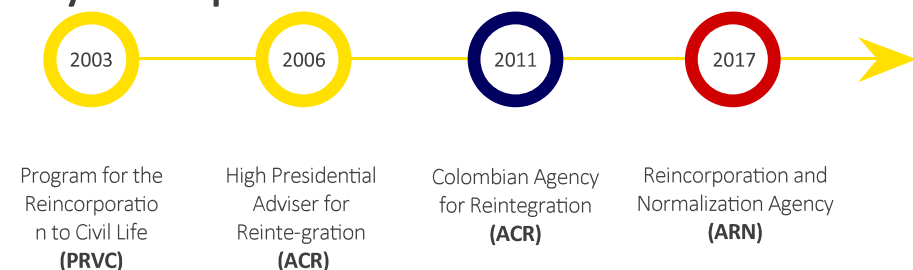 2003
2006
2011
2017
Program for the
Reincorporatio
n to Civil Life
(PRVC)
High Presidential
Adviser for
Reinte-gration
(ACR)
Colombian Agency
for Reintegration
(ACR)
Reincorporation and
Normalization Agency
(ARN)